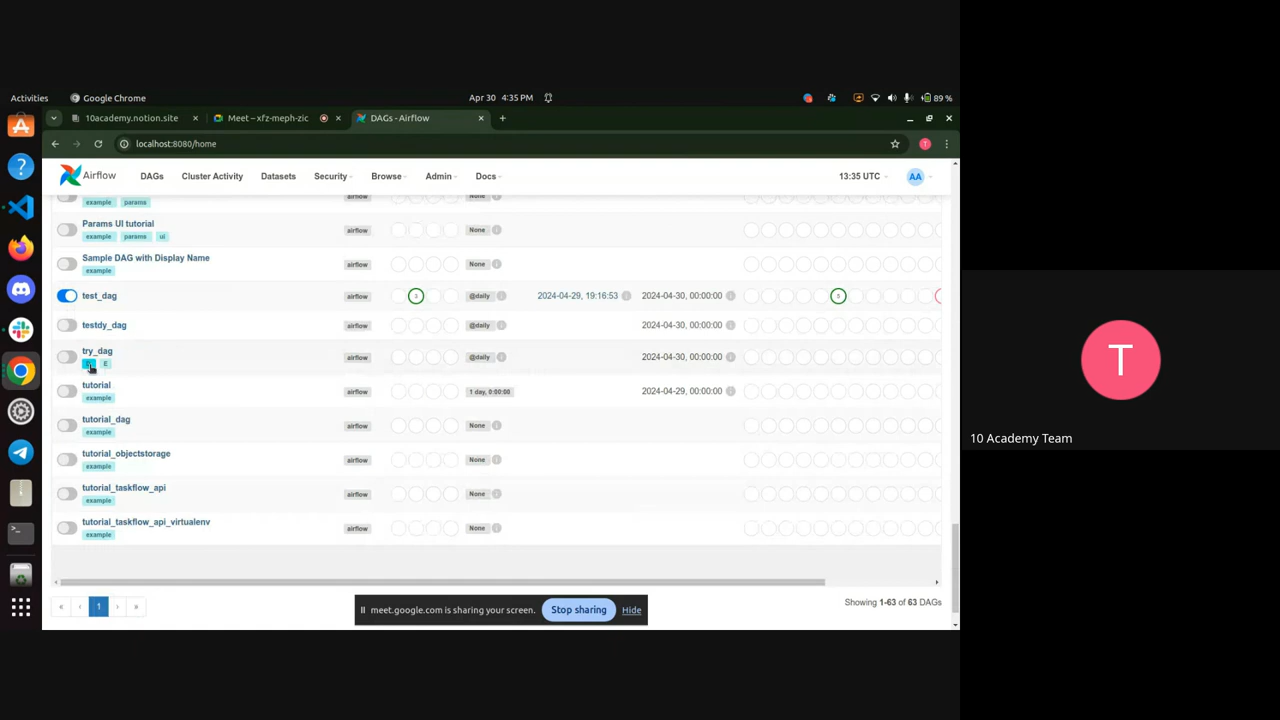 Activities
Google Chrome
Apr 30 4:35 PM
89 %
10academy.notion.site
Meet – xfz-meph-zic
DAGs - Airflow
localhost:8080/home
T
Airflow DAGs Cluster Activity Datasets Security Browse Admin Docs 13:35 UTC AA
None
example params airflow
Params UI tutorial
example params ui airflow None
Sample DAG with Display Name
example airflow None
test_dag airflow 3 @daily 2024-04-29, 19:16:53 2024-04-30, 00:00:00 5
testdy_dag airflow @daily 2024-04-30, 00:00:00
try_dag
E airflow @daily 2024-04-30, 00:00:00
tutorial
example airflow 1 day, 0:00:00 2024-04-29, 00:00:00
tutorial_dag
example airflow None
tutorial_objectstorage
example airflow None
tutorial_taskflow_api
example airflow None
tutorial_taskflow_api_virtualenv
example airflow None
« ‹ 1 › »
Showing 1-63 of 63 DAGs
meet.google.com is sharing your screen. Stop sharing Hide
T
10 Academy Team